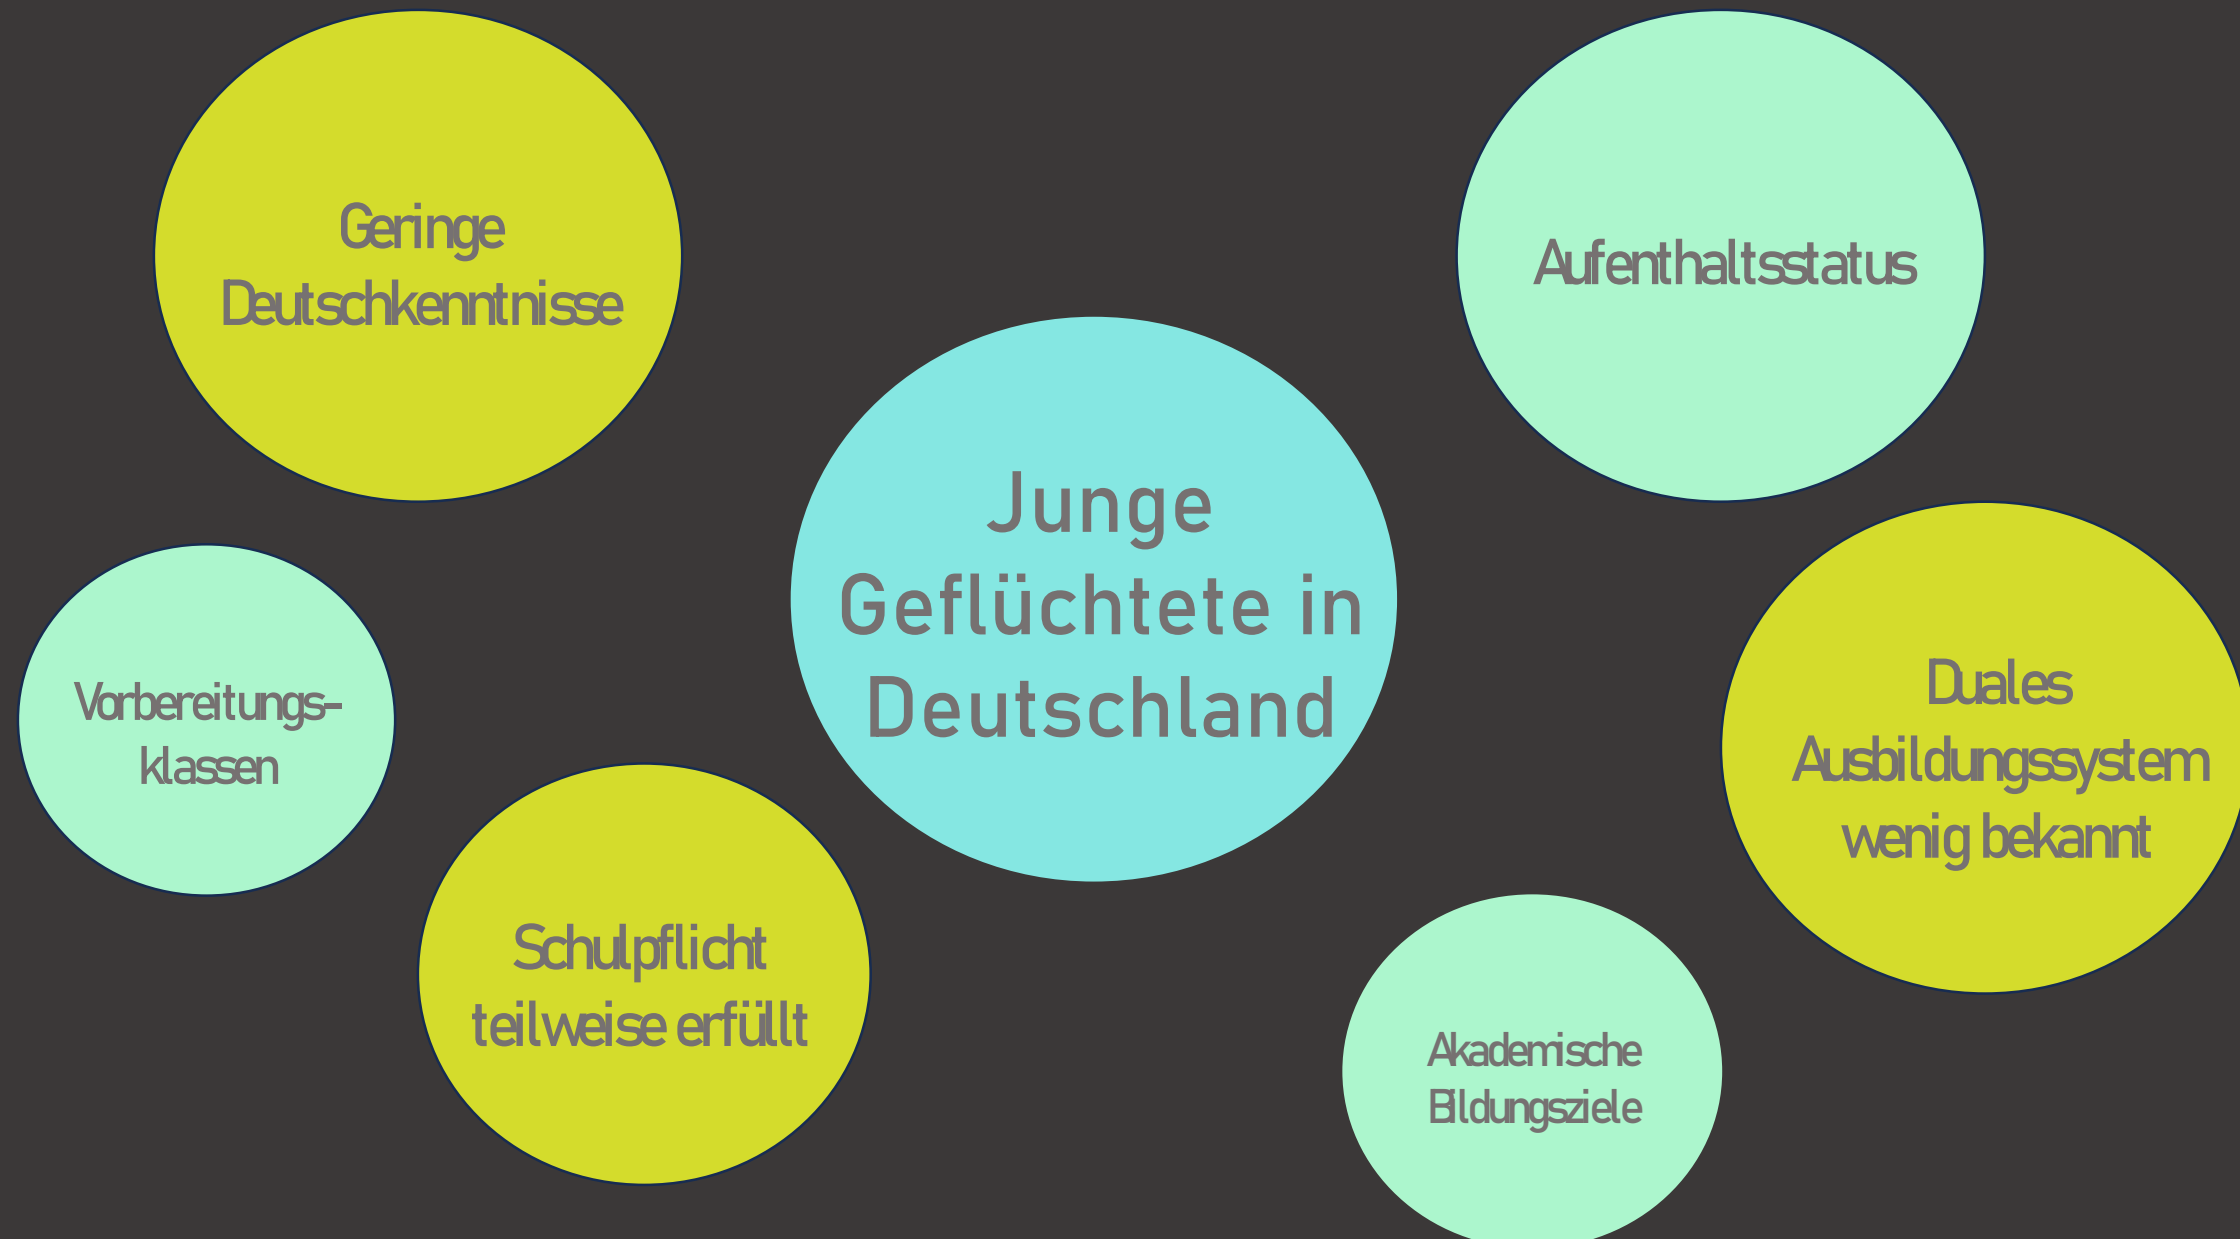 Geringe
Deutschkenntnisse
Aufenthaltsstatus
Junge
Geflüchtete in
Deutschland
Vorbereitungs-
klassen
Duales
Ausbildungssystem
wenig bekannt
Schulpflicht
teilweise erfüllt
Akademische
Bildungsziele